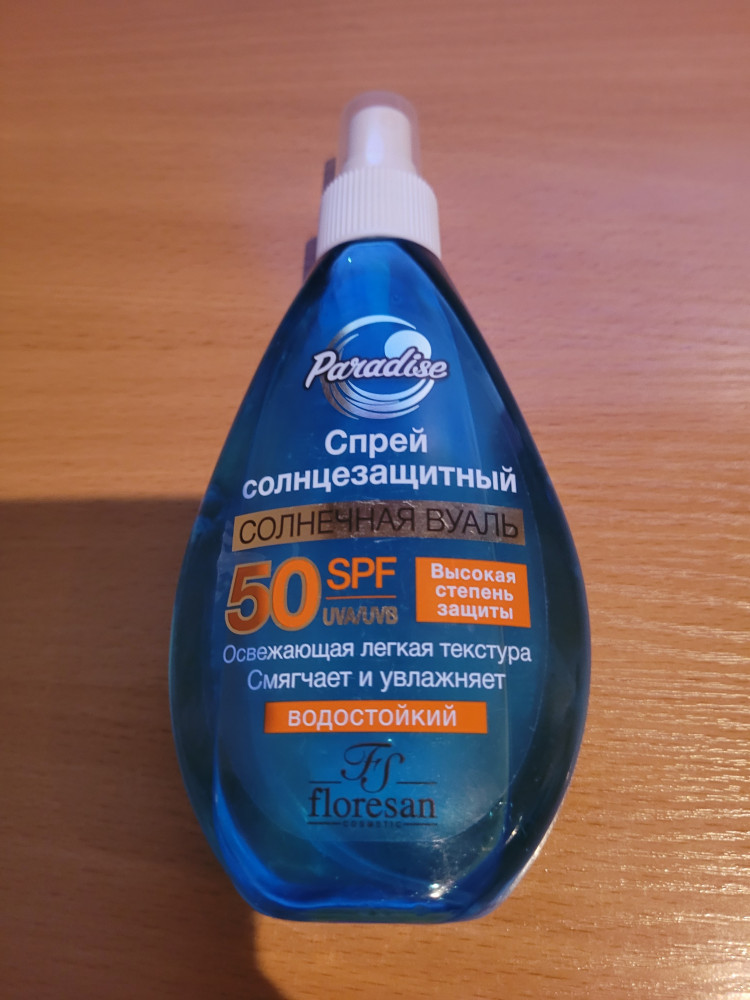 Paradise
Спрей
солнцезащитный
СОЛНЕЧНАЯ ВУАЛЬ
50 SPF
UVA/UVB
Высокая
степень
защиты
Освежающая легкая текстура
Смягчает и увлажняет
ВОДОСТОЙКИЙ
FS
floresan
COSMETIC